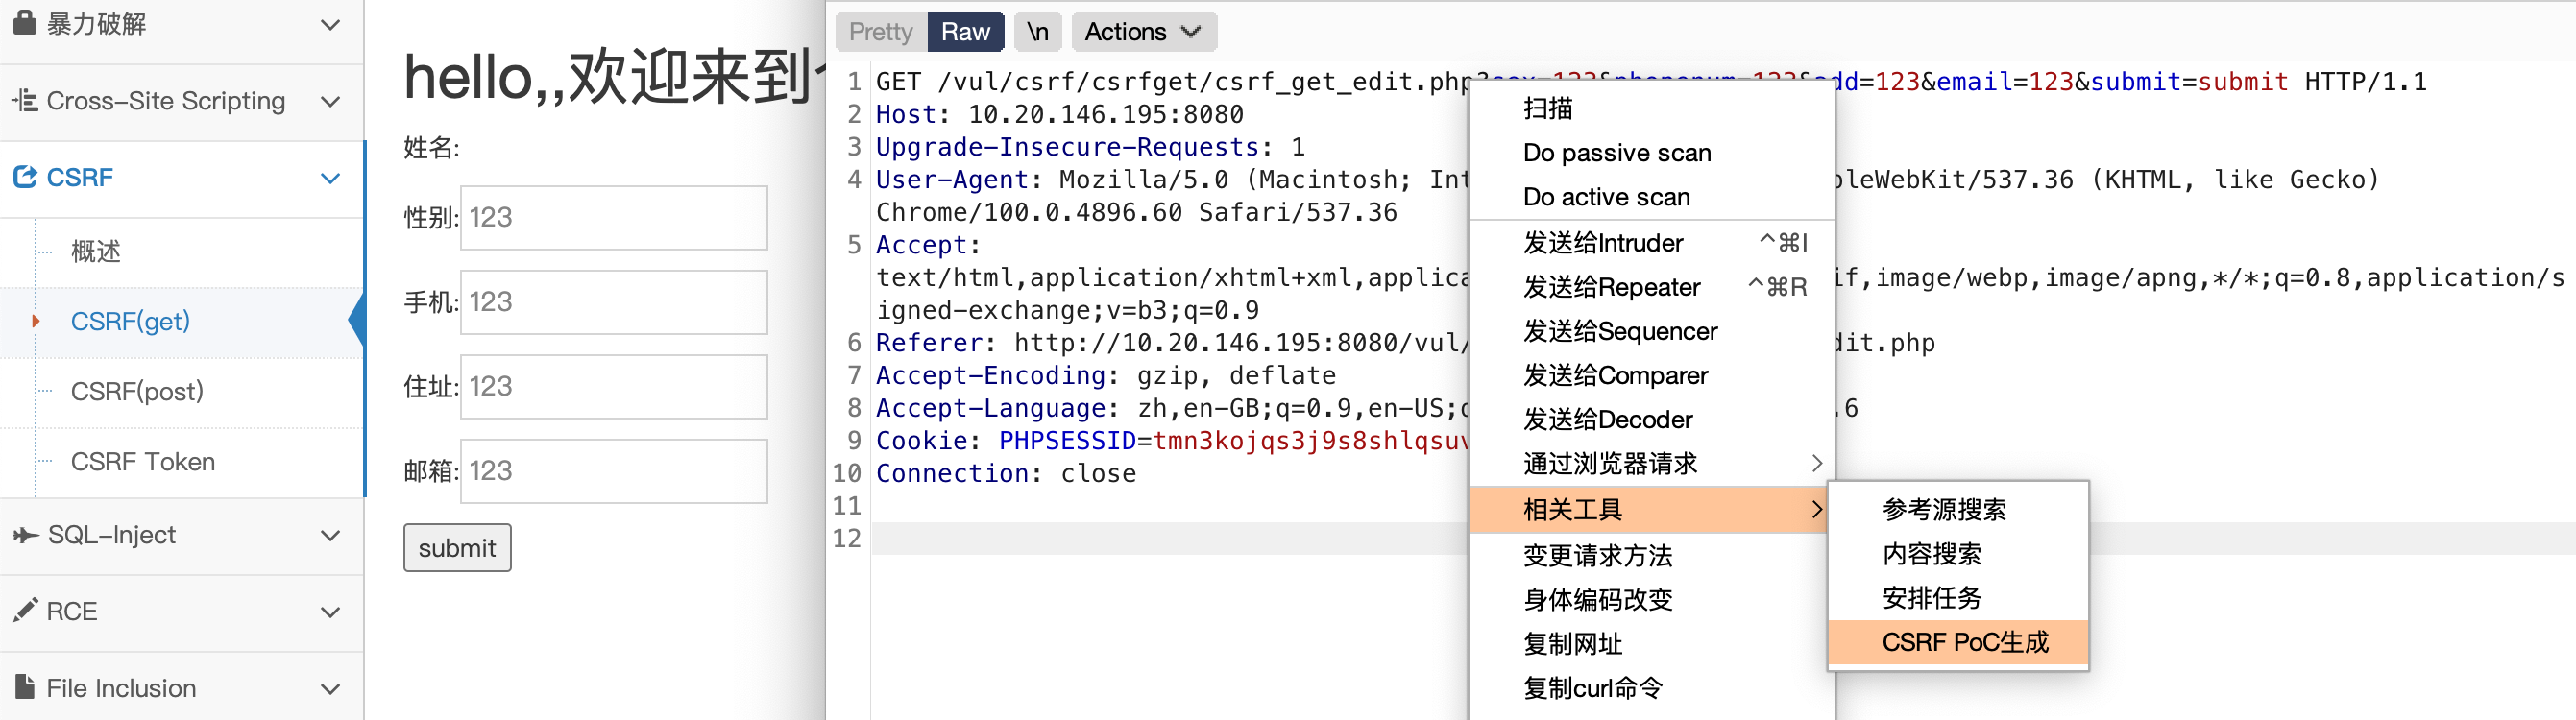 暴力破解
Cross-Site Scripting
CSRF
概述
CSRF(get)
CSRF(post)
CSRF Token
SQL-Inject
RCE
File Inclusion
hello,,欢迎来到
姓名:
性别: 123
手机: 123
住址: 123
邮箱: 123
submit
Pretty Raw \n Actions
1 GET /vul/csrf/csrfget/csrf_get_edit.php?sex=123&phonenum=123&add=123&email=123&submit=submit HTTP/1.1
2 Host: 10.20.146.195:8080
3 Upgrade-Insecure-Requests: 1
4 User-Agent: Mozilla/5.0 (Macintosh; Int leWebKit/537.36 (KHTML, like Gecko)
Chrome/100.0.4896.60 Safari/537.36
5 Accept:
text/html,application/xhtml+xml,applica if,image/webp,image/apng,*/*;q=0.8,application/s
igned-exchange;v=b3;q=0.9
6 Referer: http://10.20.146.195:8080/vul/ dit.php
7 Accept-Encoding: gzip, deflate
8 Accept-Language: zh,en-GB;q=0.9,en-US;q .6
9 Cookie: PHPSESSID=tmn3kojqs3j9s8shlqsuv
10 Connection: close
11
12
扫描
Do passive scan
Do active scan
发送给Intruder ^⌘I
发送给Repeater ^⌘R
发送给Sequencer
发送给Comparer
发送给Decoder
通过浏览器请求
相关工具
变更请求方法
身体编码改变
复制网址
复制curl命令
参考源搜索
内容搜索
安排任务
CSRF PoC生成